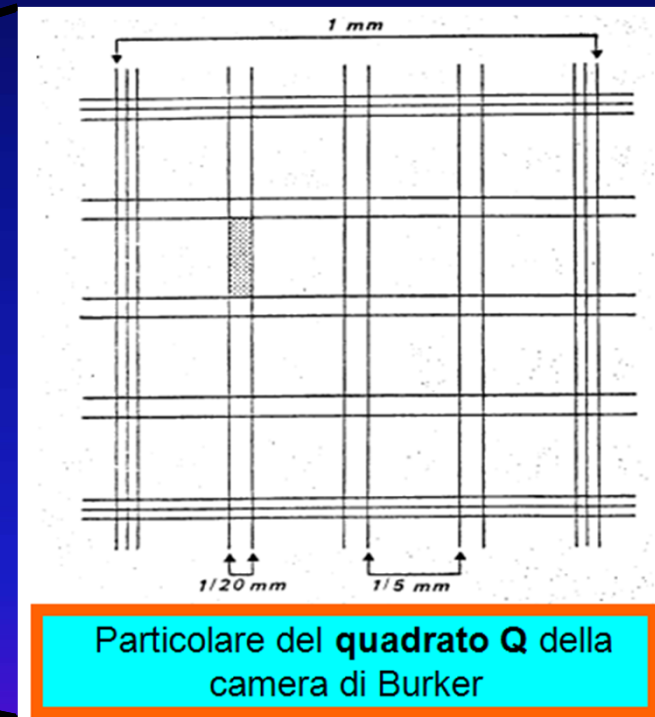 1 mm
1/20 mm
1/5 mm
Particolare del quadrato Q della
camera di Burker